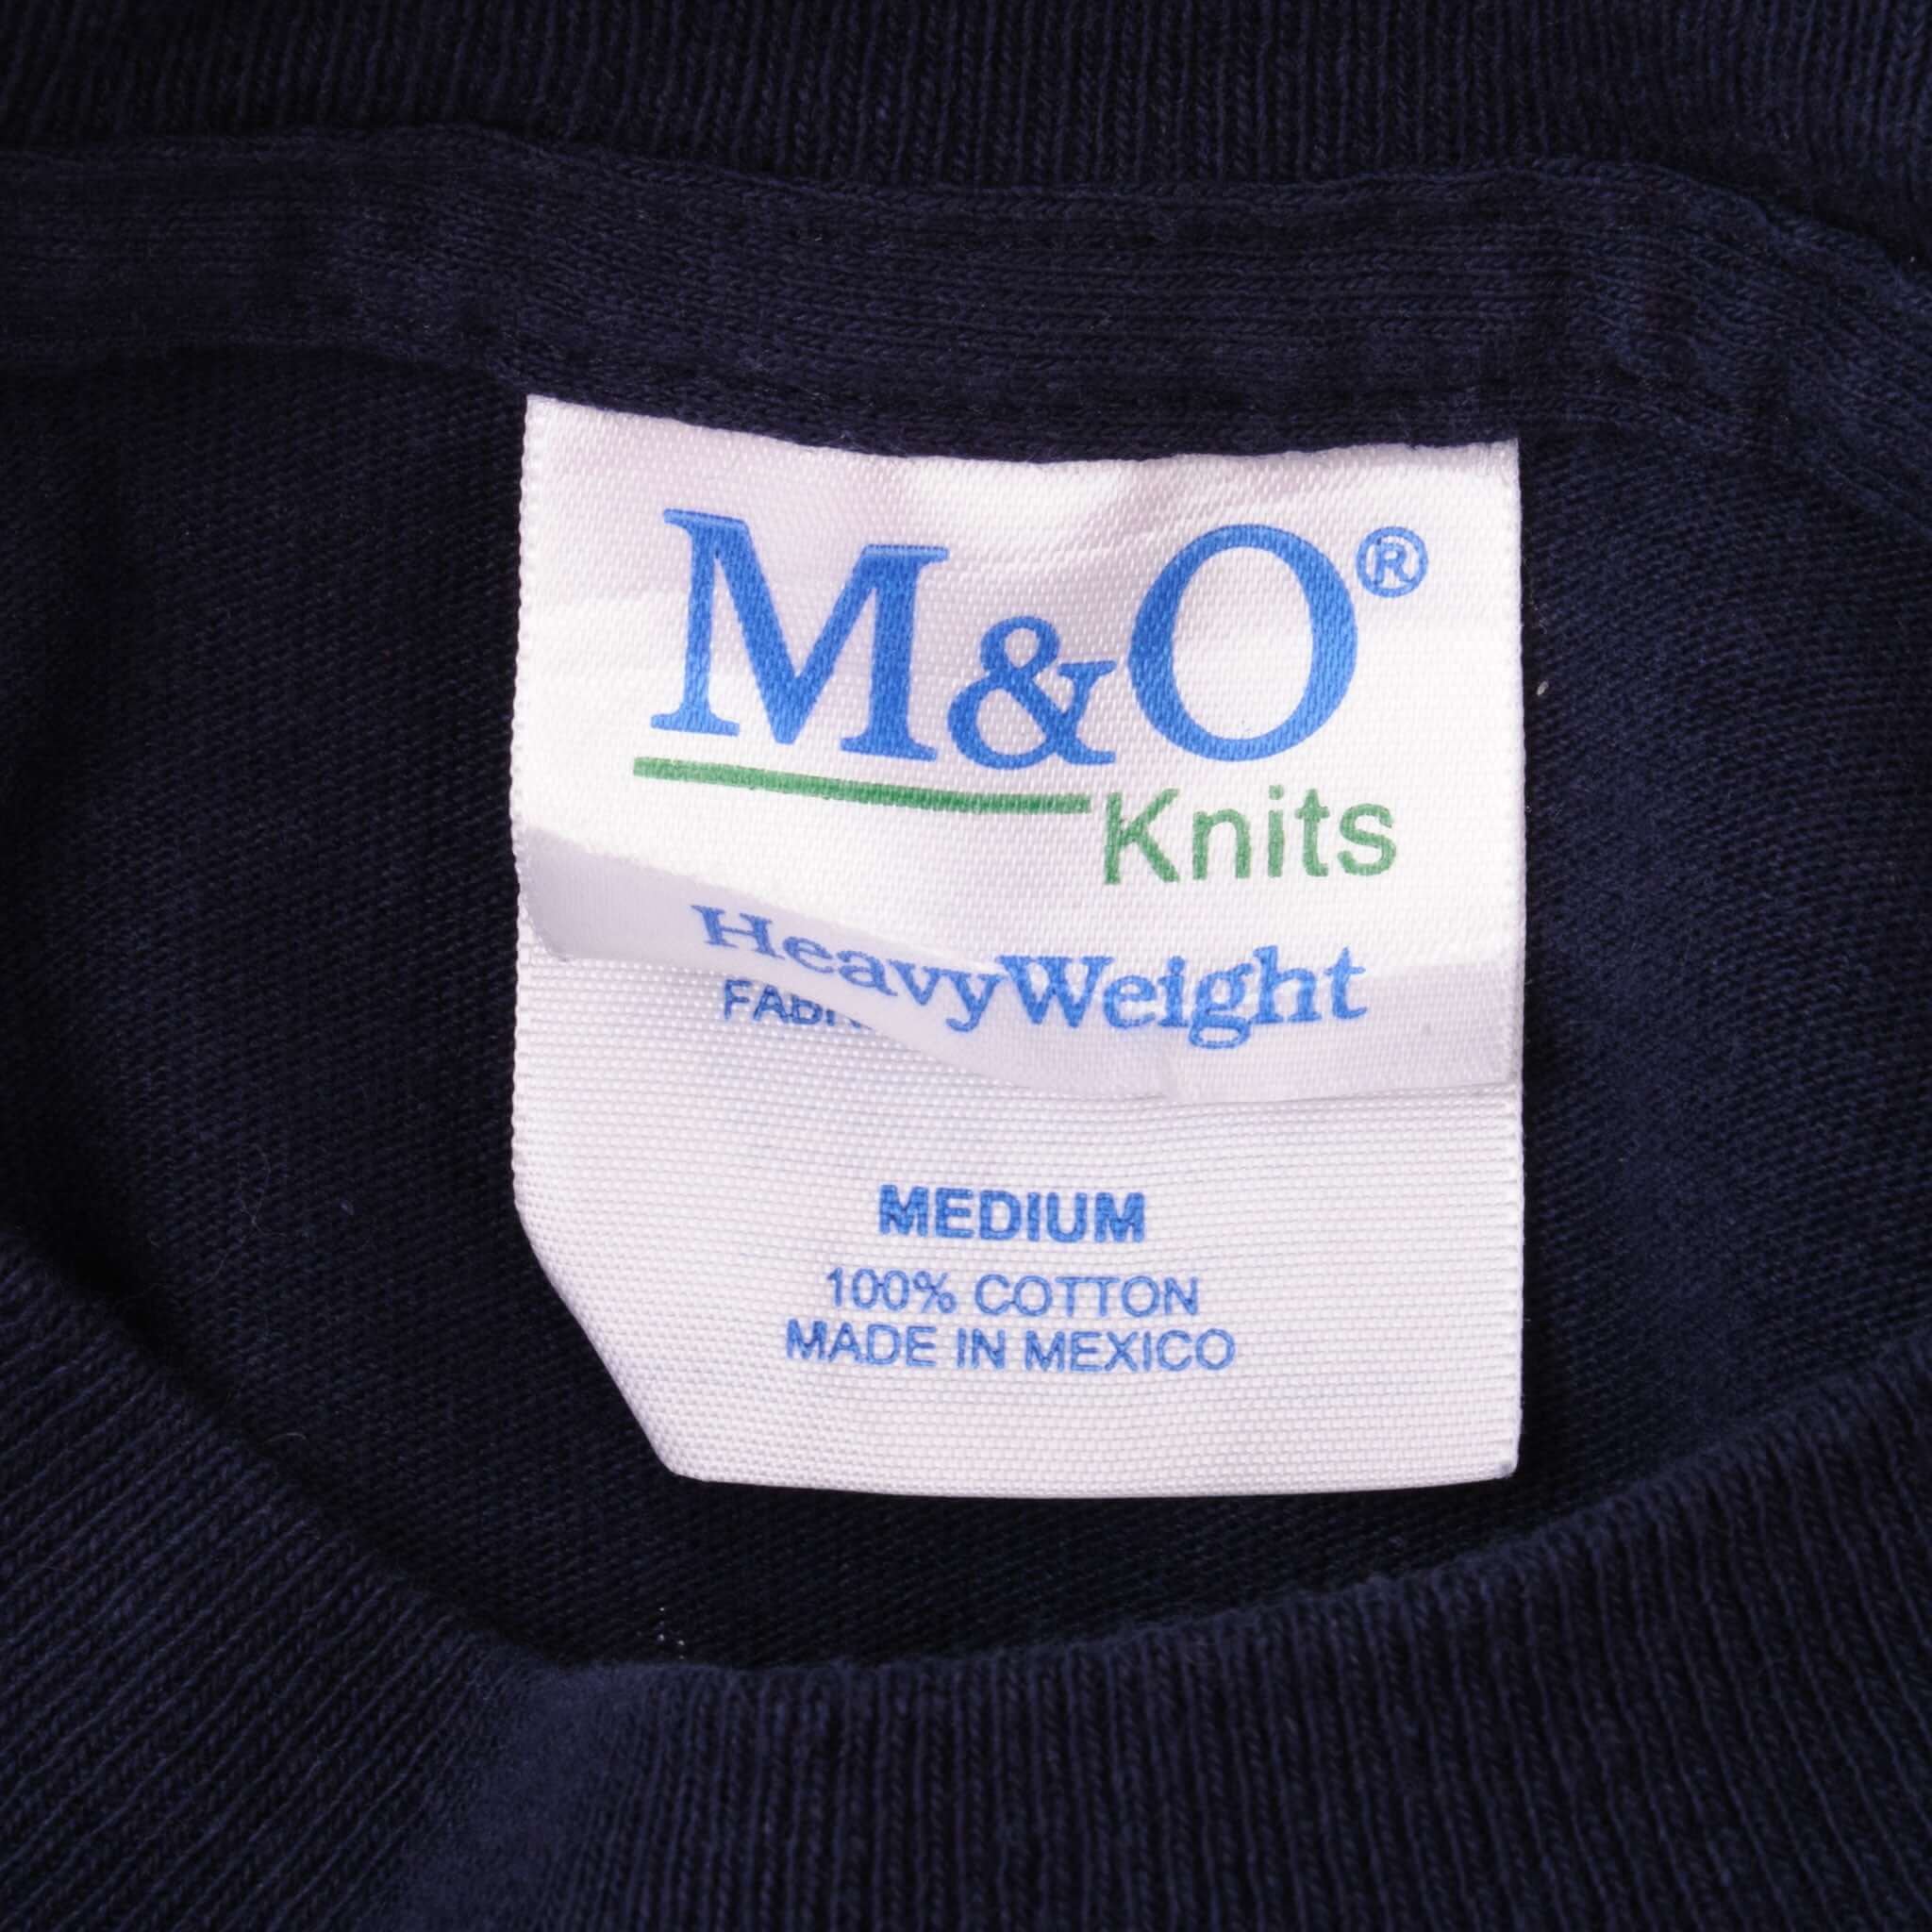 M&O®
Knits
HeavyWeight
MEDIUM
100% COTTON
MADE IN MEXICO